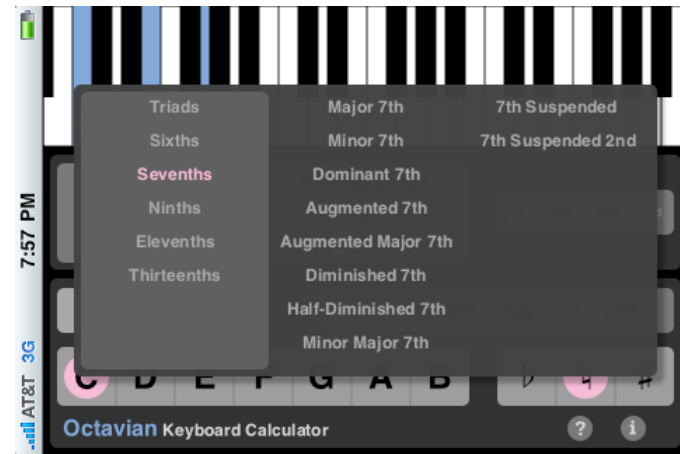 Triads Major 7th 7th Suspended
Sixths Minor 7th 7th Suspended 2nd
Sevenths Dominant 7th
Ninths Augmented 7th
Elevenths Augmented Major 7th
Thirteenths Diminished 7th
Half-Diminished 7th
Minor Major 7th
C D E F G A B ♭ ♮ #
Octavian Keyboard Calculator ? i
AT&T 3G 7:57 PM